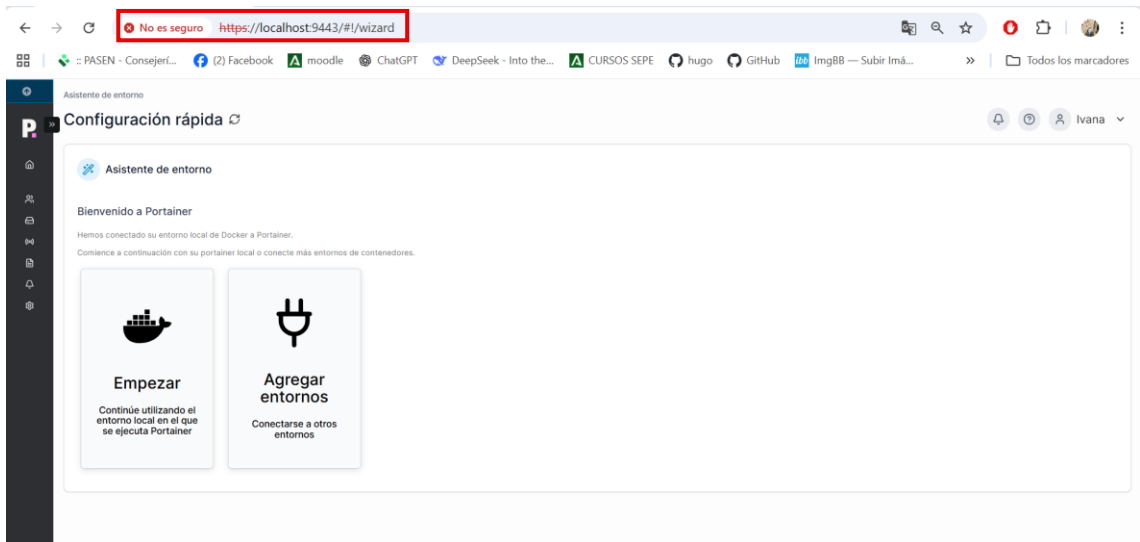 No es seguro https://localhost:9443/#!/wizard
:: PASEN - Consejerí... (2) Facebook moodle ChatGPT DeepSeek - Into the... CURSOS SEPE hugo GitHub ibb ImgBB — Subir Imá... » Todos los marcadores
Asistente de entorno
P. » Configuración rápida Ivana
Asistente de entorno
Bienvenido a Portainer
Hemos conectado su entorno local de Docker a Portainer.
Comience a continuación con su portainer local o conecte más entornos de contenedores.
Empezar
Continúe utilizando el
entorno local en el que
se ejecuta Portainer
Agregar
entornos
Conectarse a otros
entornos